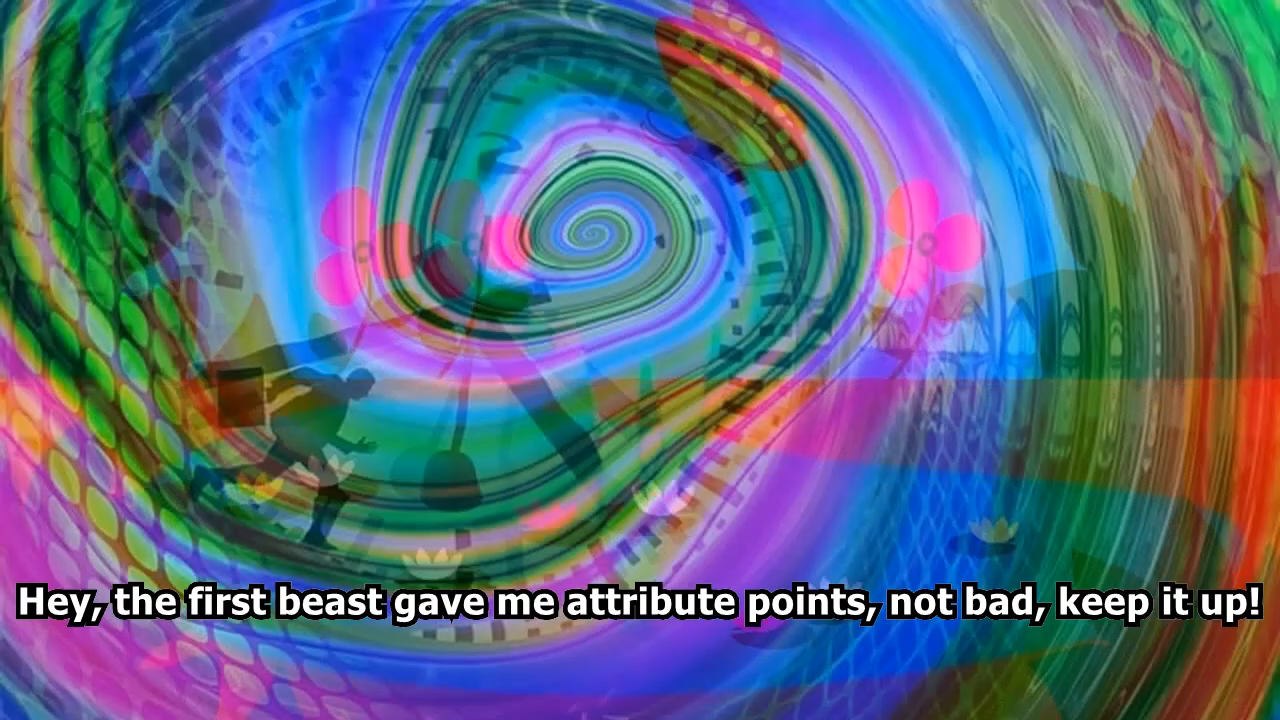 Hey, the first beast gave me attribute points, not bad, keep it up!